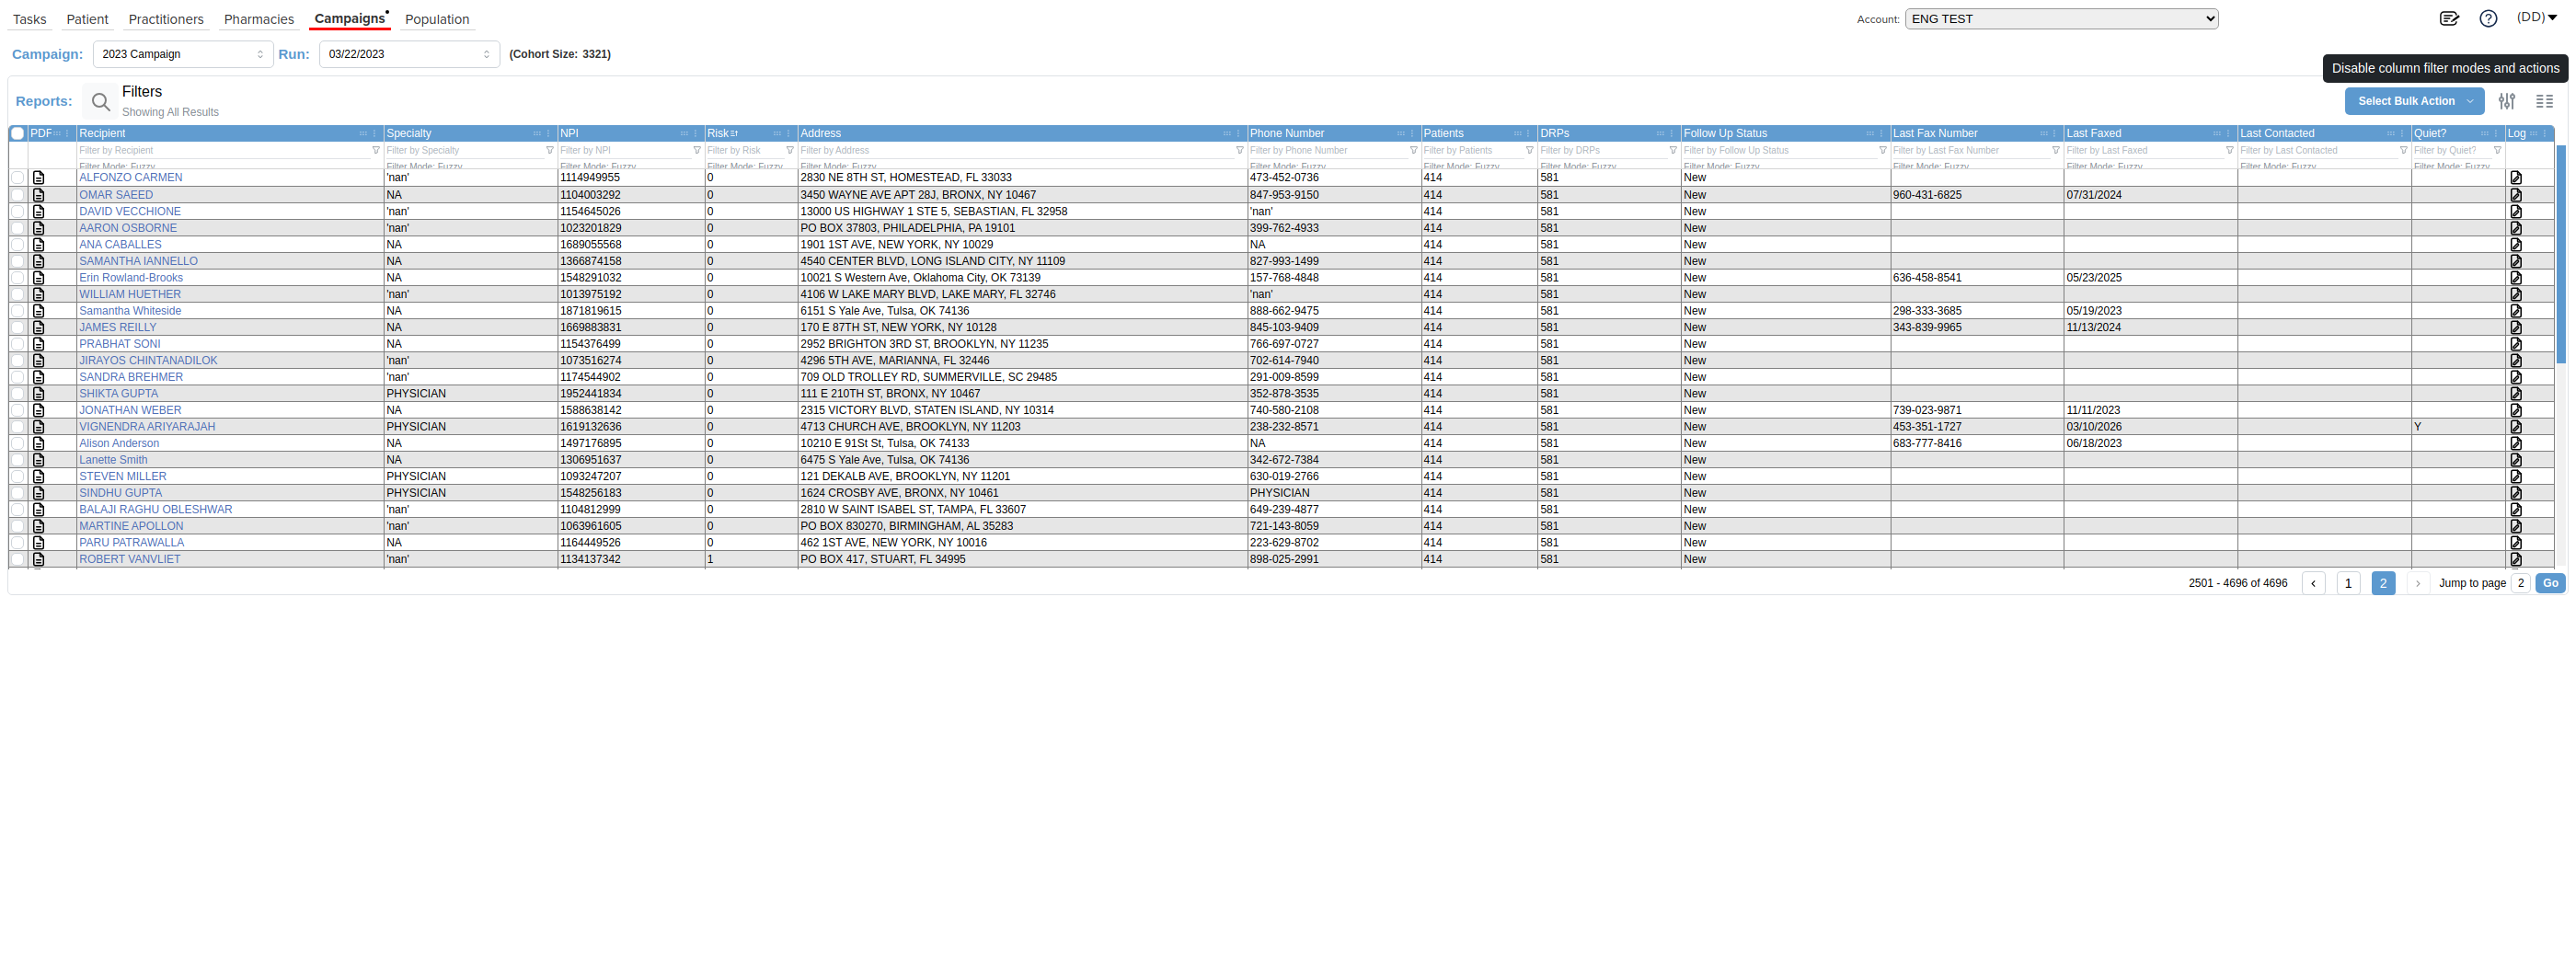 Tasks Patient Practitioners Pharmacies Campaigns Population Account: ENG TEST (DD)
Campaign: 2023 Campaign Run: 03/22/2023 (Cohort Size: 3321)
Disable column filter modes and actions
Reports: Filters Select Bulk Action
Showing All Results
PDF Recipient Specialty NPI Risk Address Phone Number Patients DRPs Follow Up Status Last Fax Number Last Faxed Last Contacted Quiet? Log
Filter by Recipient Filter by Specialty Filter by NPI Filter by Risk Filter by Address Filter by Phone Number Filter by Patients Filter by DRPs Filter by Follow Up Status Filter by Last Fax Number Filter by Last Faxed Filter by Last Contacted Filter by Quiet?
Filter Mode: Fuzzy Filter Mode: Fuzzy Filter Mode: Fuzzy Filter Mode: Fuzzy Filter Mode: Fuzzy Filter Mode: Fuzzy Filter Mode: Fuzzy Filter Mode: Fuzzy Filter Mode: Fuzzy Filter Mode: Fuzzy Filter Mode: Fuzzy Filter Mode: Fuzzy Filter Mode: Fuzzy
ALFONZO CARMEN 'nan' 1114949955 0 2830 NE 8TH ST, HOMESTEAD, FL 33033 473-452-0736 414 581 New
OMAR SAEED NA 1104003292 0 3450 WAYNE AVE APT 28J, BRONX, NY 10467 847-953-9150 414 581 New 960-431-6825 07/31/2024
DAVID VECCHIONE 'nan' 1154645026 0 13000 US HIGHWAY 1 STE 5, SEBASTIAN, FL 32958 'nan' 414 581 New
AARON OSBORNE 'nan' 1023201829 0 PO BOX 37803, PHILADELPHIA, PA 19101 399-762-4933 414 581 New
ANA CABALLES NA 1689055568 0 1901 1ST AVE, NEW YORK, NY 10029 NA 414 581 New
SAMANTHA IANNELLO NA 1366874158 0 4540 CENTER BLVD, LONG ISLAND CITY, NY 11109 827-993-1499 414 581 New
Erin Rowland-Brooks NA 1548291032 0 10021 S Western Ave, Oklahoma City, OK 73139 157-768-4848 414 581 New 636-458-8541 05/23/2025
WILLIAM HUETHER 'nan' 1013975192 0 4106 W LAKE MARY BLVD, LAKE MARY, FL 32746 'nan' 414 581 New
Samantha Whiteside NA 1871819615 0 6151 S Yale Ave, Tulsa, OK 74136 888-662-9475 414 581 New 298-333-3685 05/19/2023
JAMES REILLY NA 1669883831 0 170 E 87TH ST, NEW YORK, NY 10128 845-103-9409 414 581 New 343-839-9965 11/13/2024
PRABHAT SONI NA 1154376499 0 2952 BRIGHTON 3RD ST, BROOKLYN, NY 11235 766-697-0727 414 581 New
JIRAYOS CHINTANADILOK 'nan' 1073516274 0 4296 5TH AVE, MARIANNA, FL 32446 702-614-7940 414 581 New
SANDRA BREHMER 'nan' 1174544902 0 709 OLD TROLLEY RD, SUMMERVILLE, SC 29485 291-009-8599 414 581 New
SHIKTA GUPTA PHYSICIAN 1952441834 0 111 E 210TH ST, BRONX, NY 10467 352-878-3535 414 581 New
JONATHAN WEBER NA 1588638142 0 2315 VICTORY BLVD, STATEN ISLAND, NY 10314 740-580-2108 414 581 New 739-023-9871 11/11/2023
VIGNENDRA ARIYARAJAH PHYSICIAN 1619132636 0 4713 CHURCH AVE, BROOKLYN, NY 11203 238-232-8571 414 581 New 453-351-1727 03/10/2026 Y
Alison Anderson NA 1497176895 0 10210 E 91St St, Tulsa, OK 74133 NA 414 581 New 683-777-8416 06/18/2023
Lanette Smith NA 1306951637 0 6475 S Yale Ave, Tulsa, OK 74136 342-672-7384 414 581 New
STEVEN MILLER PHYSICIAN 1093247207 0 121 DEKALB AVE, BROOKLYN, NY 11201 630-019-2766 414 581 New
SINDHU GUPTA PHYSICIAN 1548256183 0 1624 CROSBY AVE, BRONX, NY 10461 PHYSICIAN 414 581 New
BALAJI RAGHU OBLESHWAR 'nan' 1104812999 0 2810 W SAINT ISABEL ST, TAMPA, FL 33607 649-239-4877 414 581 New
MARTINE APOLLON 'nan' 1063961605 0 PO BOX 830270, BIRMINGHAM, AL 35283 721-143-8059 414 581 New
PARU PATRAWALLA NA 1164449526 0 462 1ST AVE, NEW YORK, NY 10016 223-629-8702 414 581 New
ROBERT VANVLIET 'nan' 1134137342 1 PO BOX 417, STUART, FL 34995 898-025-2991 414 581 New
2501 - 4696 of 4696 1 2 Jump to page 2 Go